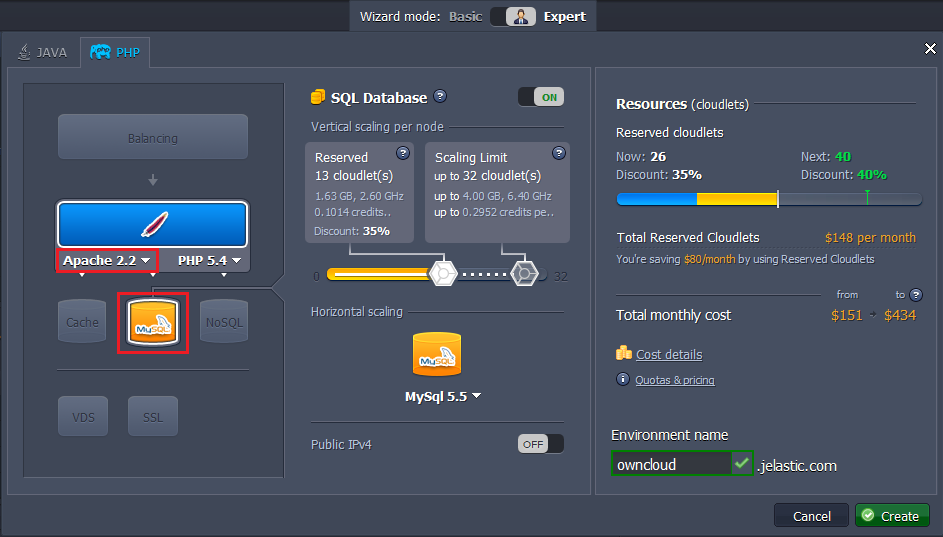 Wizard mode: Basic Expert
JAVA PHP
Balancing
Apache 2.2 PHP 5.4
Cache MySQL NoSQL
VDS SSL
SQL Database ? ON
Vertical scaling per node
Reserved ?
13 cloudlet(s)
1.63 GB, 2.60 GHz
0.1014 credits..
Discount: 35%
Scaling Limit ?
up to 32 cloudlet(s)
up to 4.00 GB, 6.40 GHz
up to 0.2952 credits pe..
0 32
Horizontal scaling
MySQL
MySql 5.5
Public IPv4 OFF
Resources (cloudlets)
Reserved cloudlets
Now: 26 Next: 40
Discount: 35% Discount: 40%
Total Reserved Cloudlets $148 per month
You're saving $80/month by using Reserved Cloudlets
from to ?
Total monthly cost $151 $434
Cost details
Quotas & pricing
Environment name
owncloud .jelastic.com
Cancel Create